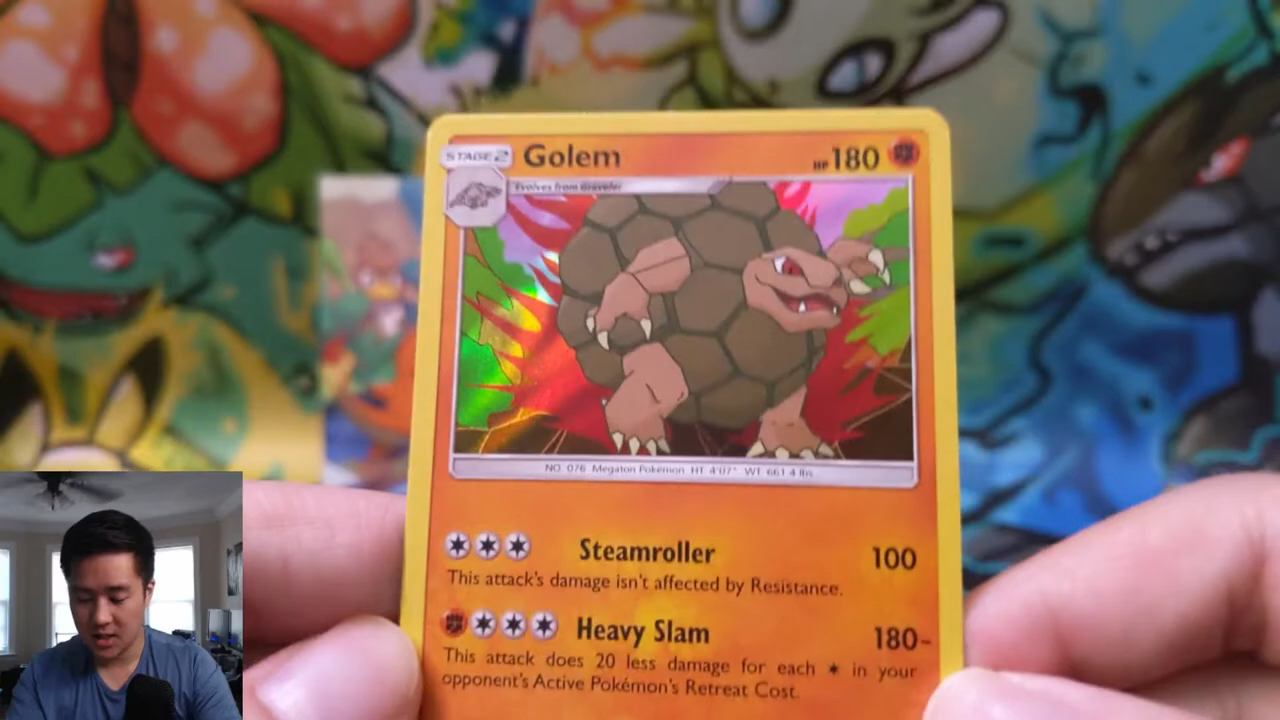 STAGE 2 Golem HP 180
Evolves from Graveler
NO. 076 Megaton Pokémon HT 4'07" WT 661.4 lbs.
Steamroller 100
This attack's damage isn't affected by Resistance.
Heavy Slam 180-
This attack does 20 less damage for each in your
opponent's Active Pokémon's Retreat Cost.